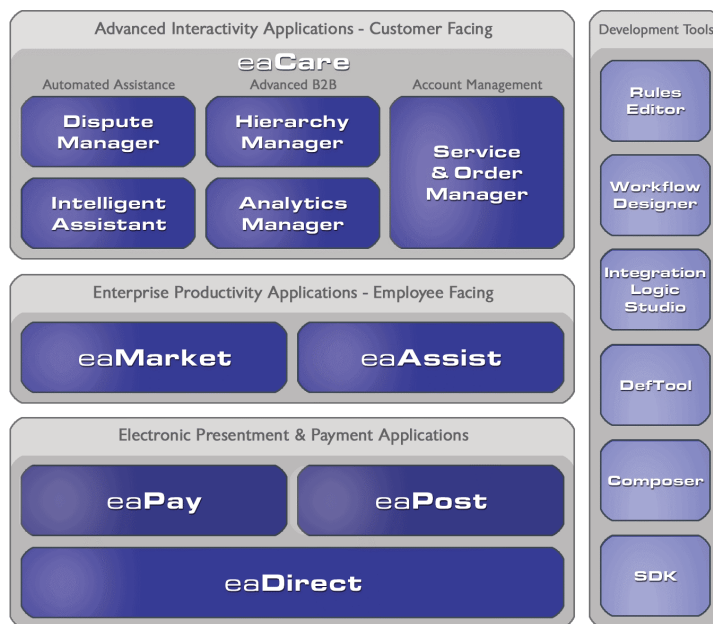 Advanced Interactivity Applications - Customer Facing
eaCare
Automated Assistance
Advanced B2B
Account Management
Dispute
Manager
Hierarchy
Manager
Service
& Order
Manager
Intelligent
Assistant
Analytics
Manager
Enterprise Productivity Applications - Employee Facing
eaMarket
eaAssist
Electronic Presentment & Payment Applications
eaPay
eaPost
eaDirect
Development Tools
Rules
Editor
Workflow
Designer
Integration
Logic
Studio
DefTool
Composer
SDK